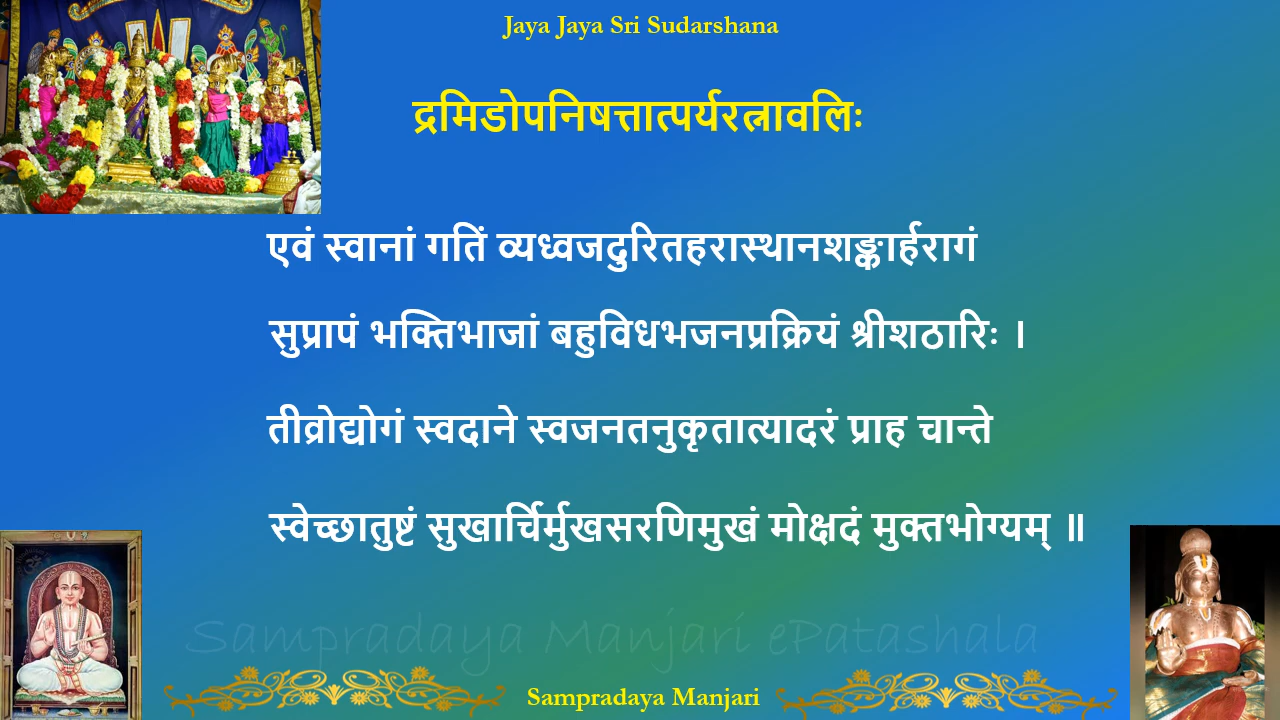 Jaya Jaya Sri Sudarshana
द्रमिडोपनिषत्तात्पर्यरत्नावलिः
एवं स्वानां गतिं व्यध्वजदुरितहरास्थानशङ्कार्हरागं
सुप्रापं भक्तिभाजां बहुविधभजनप्रक्रियं श्रीशठारिः ।
तीव्रोद्योगं स्वदाने स्वजनतनुकृतात्यादरं प्राह चान्ते
स्वेच्छातुष्टं सुखार्चिर्मुखसरणिमुखं मोक्षदं मुक्तभोग्यम् ॥
Sampradaya Manjari ePatashala
Sampradaya Manjari